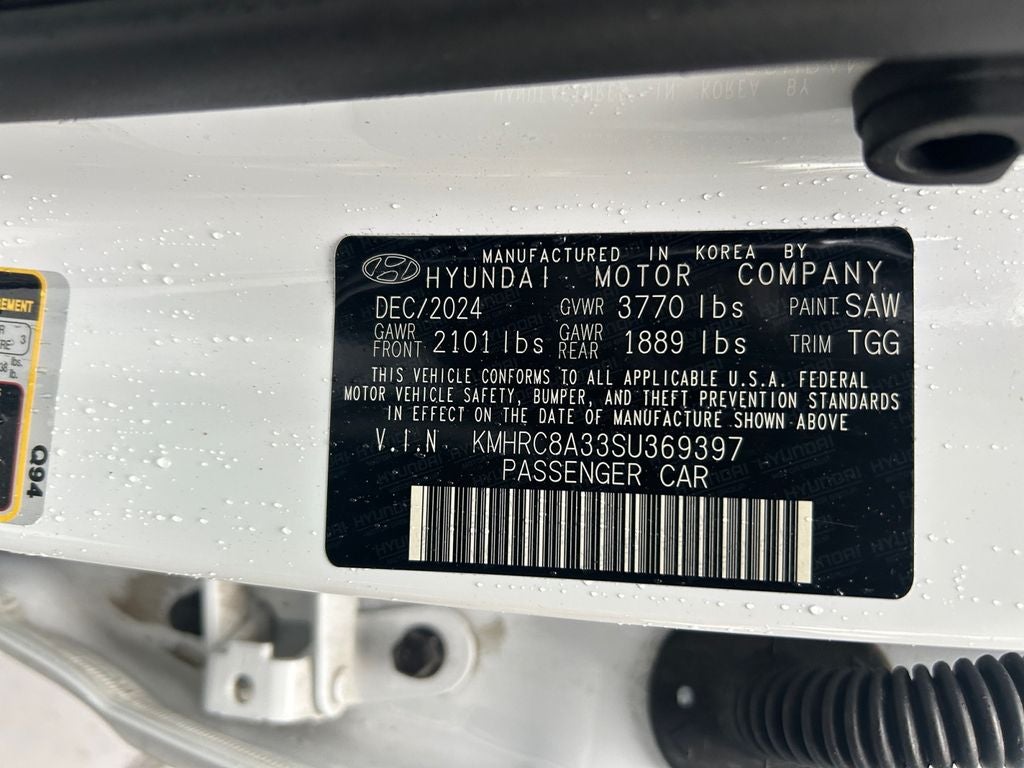 MANUFACTURED IN KOREA BY
HYUNDAI MOTOR COMPANY
DEC/2024 GVWR 3770 lbs PAINT SAW
GAWR FRONT 2101 lbs GAWR REAR 1889 lbs TRIM TGG
THIS VEHICLE CONFORMS TO ALL APPLICABLE U.S.A. FEDERAL
MOTOR VEHICLE SAFETY, BUMPER, AND THEFT PREVENTION STANDARDS
IN EFFECT ON THE DATE OF MANUFACTURE SHOWN ABOVE
V.I.N KMHRC8A33SU369397
PASSENGER CAR
Q94